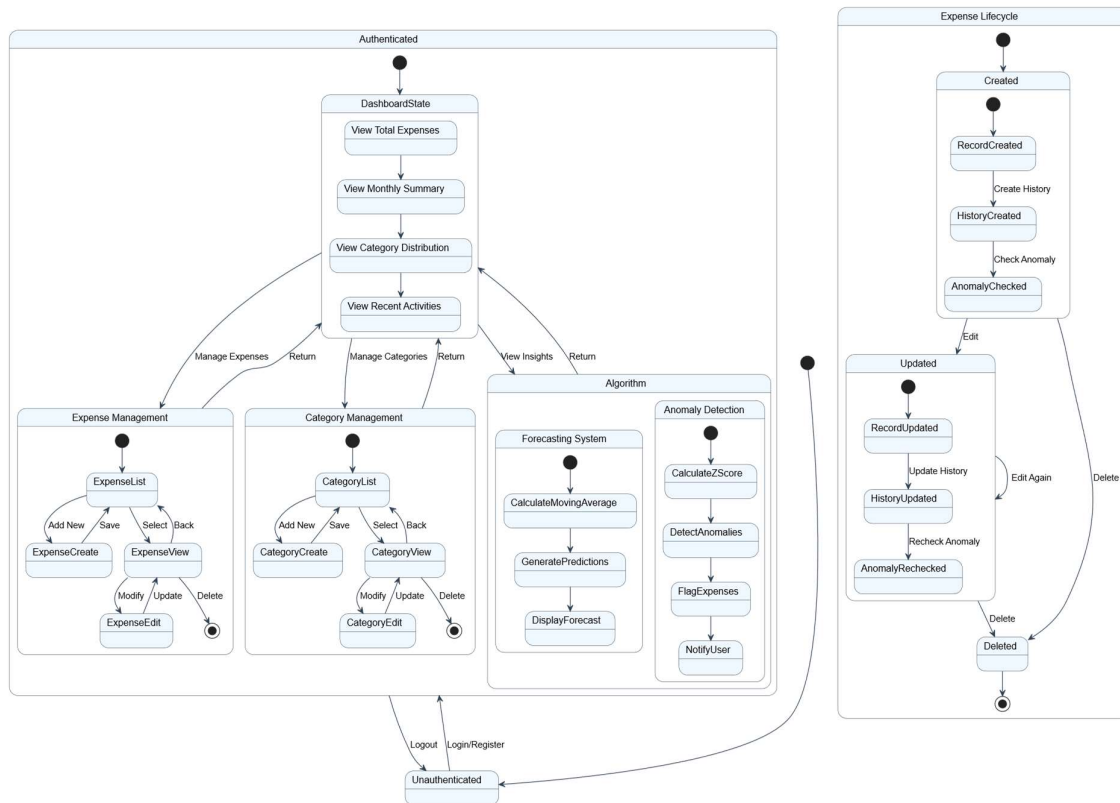 Authenticated
DashboardState
View Total Expenses
View Monthly Summary
View Category Distribution
View Recent Activities
Manage Expenses
Return
Manage Categories
Return
View Insights
Return
Expense Management
ExpenseList
Add New
Save
Select
Back
ExpenseCreate
ExpenseView
Modify
Update
Delete
ExpenseEdit
Category Management
CategoryList
Add New
Save
Select
Back
CategoryCreate
CategoryView
Modify
Update
Delete
CategoryEdit
Algorithm
Forecasting System
CalculateMovingAverage
GeneratePredictions
DisplayForecast
Anomaly Detection
CalculateZScore
DetectAnomalies
FlagExpenses
NotifyUser
Logout
Login/Register
Unauthenticated
Expense Lifecycle
Created
RecordCreated
Create History
HistoryCreated
Check Anomaly
AnomalyChecked
Edit
Updated
RecordUpdated
Update History
HistoryUpdated
Recheck Anomaly
AnomalyRechecked
Edit Again
Delete
Delete
Deleted